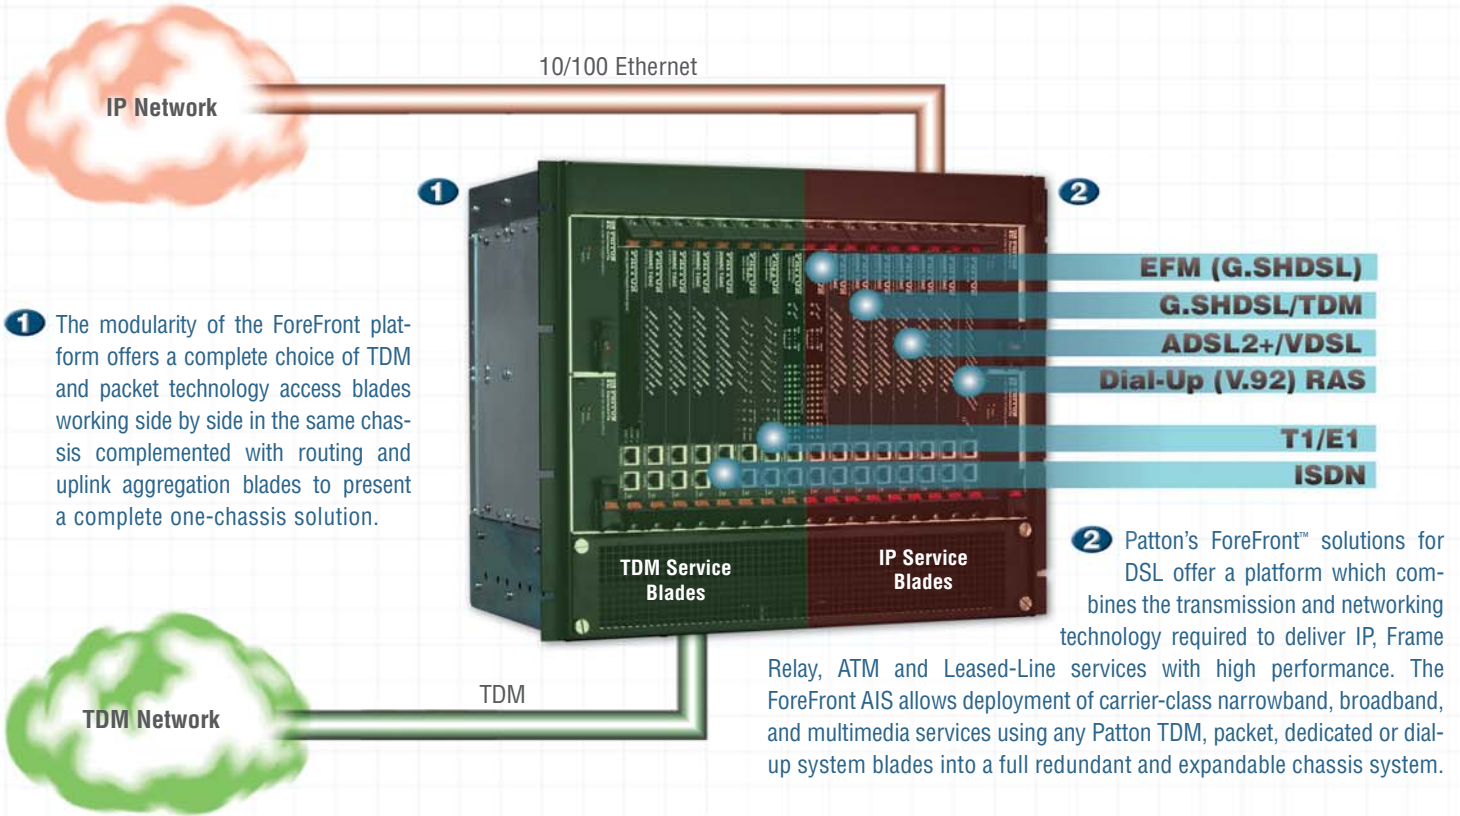 10/100 Ethernet
IP Network
1
2
EFM (G.SHDSL)
G.SHDSL/TDM
ADSL2+/VDSL
Dial-Up (V.92) RAS
T1/E1
ISDN
1 The modularity of the ForeFront plat-
form offers a complete choice of TDM
and packet technology access blades
working side by side in the same chas-
sis complemented with routing and
uplink aggregation blades to present
a complete one-chassis solution.
TDM Service
Blades
IP Service
Blades
2 Patton’s ForeFront™ solutions for
DSL offer a platform which com-
bines the transmission and networking
technology required to deliver IP, Frame
Relay, ATM and Leased-Line services with high performance. The
ForeFront AIS allows deployment of carrier-class narrowband, broadband,
and multimedia services using any Patton TDM, packet, dedicated or dial-
up system blades into a full redundant and expandable chassis system.
TDM
TDM Network